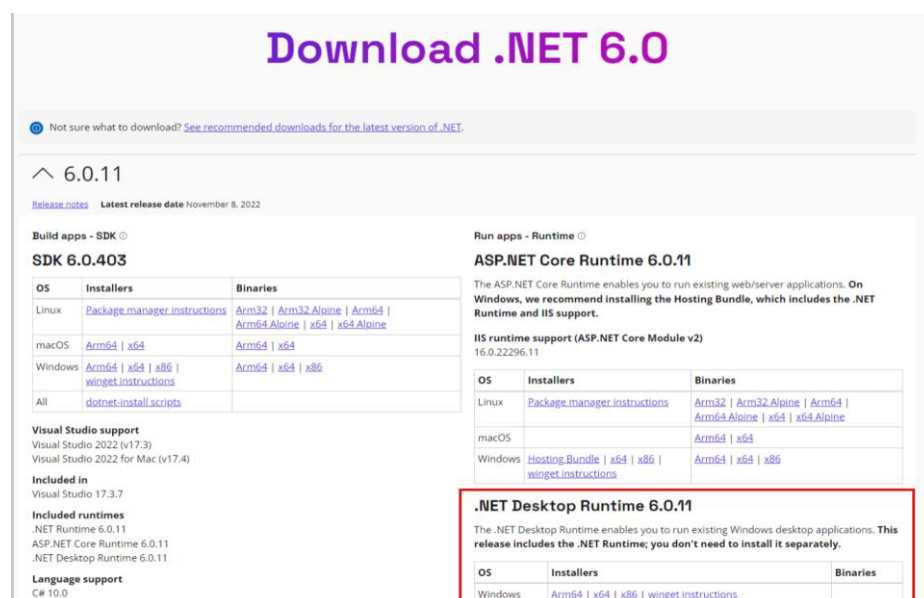 Download .NET 6.0
Not sure what to download? See recommended downloads for the latest version of .NET.
6.0.11
Release notes Latest release date November 8, 2022
Build apps - SDK
SDK 6.0.403
OS Installers Binaries
Linux Package manager instructions Arm32 | Arm32 Alpine | Arm64 |
Arm64 Alpine | x64 | x64 Alpine
macOS Arm64 | x64 Arm64 | x64
Windows Arm64 | x64 | x86 | Arm64 | x64 | x86
winget instructions
All dotnet-install scripts
Visual Studio support
Visual Studio 2022 (v17.3)
Visual Studio 2022 for Mac (v17.4)
Included in
Visual Studio 17.3.7
Included runtimes
.NET Runtime 6.0.11
ASP.NET Core Runtime 6.0.11
.NET Desktop Runtime 6.0.11
Language support
C# 10.0
Run apps - Runtime
ASP.NET Core Runtime 6.0.11
The ASP.NET Core Runtime enables you to run existing web/server applications. On
Windows, we recommend installing the Hosting Bundle, which includes the .NET
Runtime and IIS support.
IIS runtime support (ASP.NET Core Module v2)
16.0.22296.11
OS Installers Binaries
Linux Package manager instructions Arm32 | Arm32 Alpine | Arm64 |
Arm64 Alpine | x64 | x64 Alpine
macOS Arm64 | x64
Windows Hosting Bundle | x64 | x86 | Arm64 | x64 | x86
winget instructions
.NET Desktop Runtime 6.0.11
The .NET Desktop Runtime enables you to run existing Windows desktop applications. This
release includes the .NET Runtime; you don't need to install it separately.
OS Installers Binaries
Windows Arm64 | x64 | x86 | winget instructions